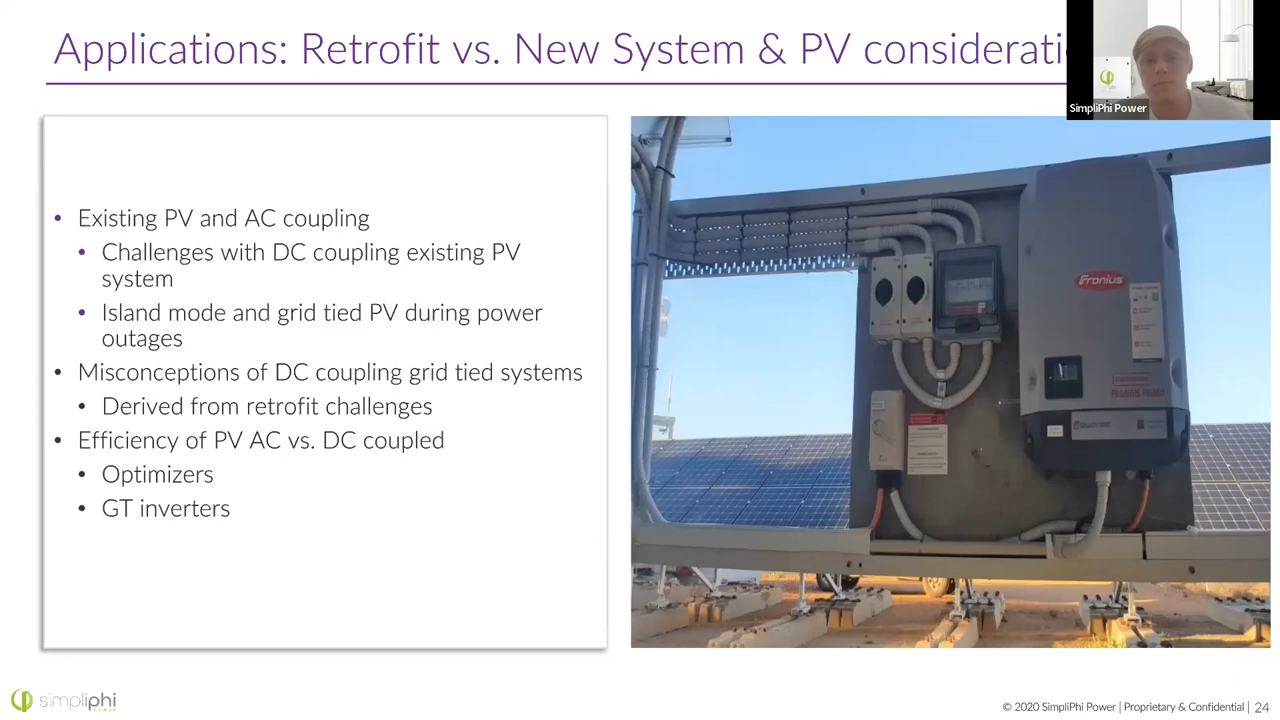 Applications: Retrofit vs. New System & PV
SimpliPhi Power
• Existing PV and AC coupling
• Challenges with DC coupling existing PV
system
• Island mode and grid tied PV during power
outages
• Misconceptions of DC coupling grid tied systems
• Derived from retrofit challenges
• Efficiency of PV AC vs. DC coupled
• Optimizers
• GT inverters
Fronius
simpliphi
POWER
© 2020 SimpliPhi Power | Proprietary & Confidential | 24